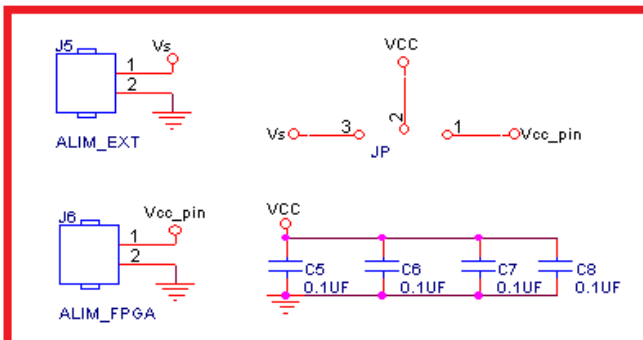 J5
Vs
1
2
ALIM_EXT
VCC
Vs
3
2
1
Vcc_pin
JP
J6
Vcc_pin
1
2
ALIM_FPGA
VCC
C5
0.1UF
C6
0.1UF
C7
0.1UF
C8
0.1UF